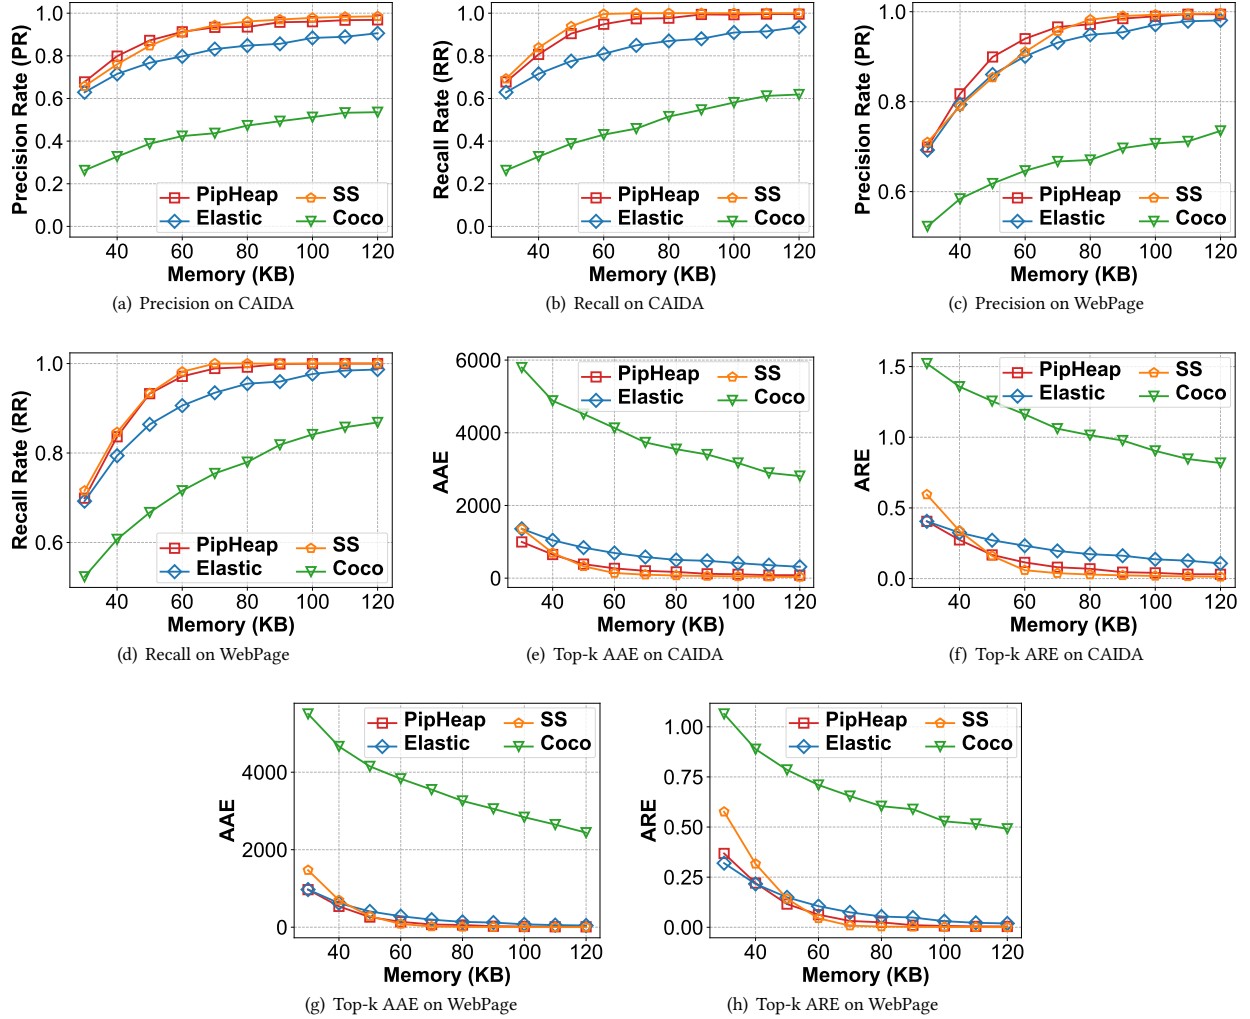 1.0
0.8
0.6
0.4
0.2
0.0
Precision Rate (PR)
PipHeap
SS
Elastic
Coco
40 60 80 100 120
Memory (KB)
(a) Precision on CAIDA
1.0
0.8
0.6
0.4
0.2
0.0
Recall Rate (RR)
PipHeap
SS
Elastic
Coco
40 60 80 100 120
Memory (KB)
(b) Recall on CAIDA
1.0
0.8
0.6
Precision Rate (PR)
PipHeap
SS
Elastic
Coco
40 60 80 100 120
Memory (KB)
(c) Precision on WebPage
1.0
0.8
0.6
Recall Rate (RR)
PipHeap
SS
Elastic
Coco
40 60 80 100 120
Memory (KB)
(d) Recall on WebPage
6000
4000
2000
0
AAE
PipHeap
SS
Elastic
Coco
40 60 80 100 120
Memory (KB)
(e) Top-k AAE on CAIDA
1.5
1.0
0.5
0.0
ARE
PipHeap
SS
Elastic
Coco
40 60 80 100 120
Memory (KB)
(f) Top-k ARE on CAIDA
4000
2000
0
AAE
PipHeap
SS
Elastic
Coco
40 60 80 100 120
Memory (KB)
(g) Top-k AAE on WebPage
1.00
0.75
0.50
0.25
0.00
ARE
PipHeap
SS
Elastic
Coco
40 60 80 100 120
Memory (KB)
(h) Top-k ARE on WebPage